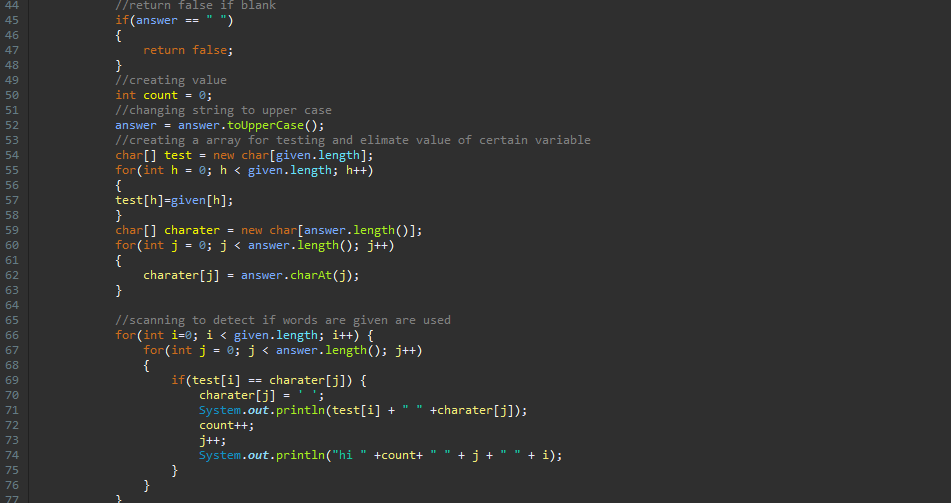 44 //return false if blank
45 if(answer == " ")
46 {
47 return false;
48 }
49 //creating value
50 int count = 0;
51 //changing string to upper case
52 answer = answer.toUpperCase();
53 //creating a array for testing and elimate value of certain variable
54 char[] test = new char[given.length];
55 for(int h = 0; h < given.length; h++)
56 {
57 test[h]=given[h];
58 }
59 char[] charater = new char[answer.length()];
60 for(int j = 0; j < answer.length(); j++)
61 {
62 charater[j] = answer.charAt(j);
63 }
64
65 //scanning to detect if words are given are used
66 for(int i=0; i < given.length; i++) {
67 for(int j = 0; j < answer.length(); j++)
68 {
69 if(test[i] == charater[j]) {
70 charater[j] = ' ';
71 System.out.println(test[i] + " " +charater[j]);
72 count++;
73 j++;
74 System.out.println("hi " +count+ " " + j + " " + i);
75 }
76 }
77 }